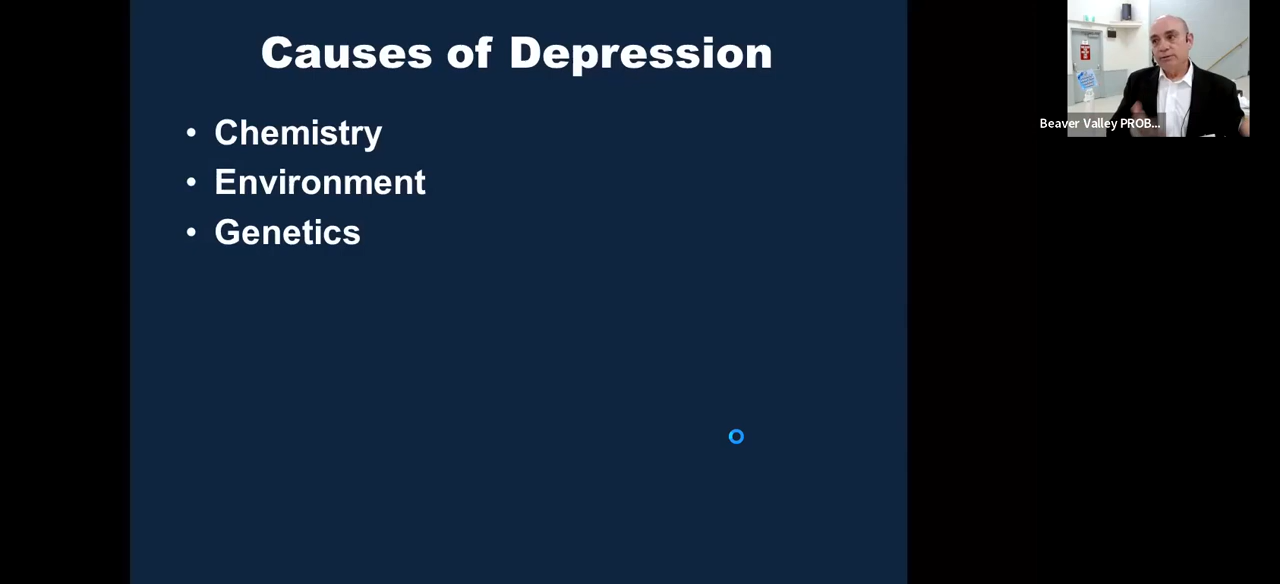 Causes of Depression
• Chemistry
• Environment
• Genetics
Beaver Valley PROB...